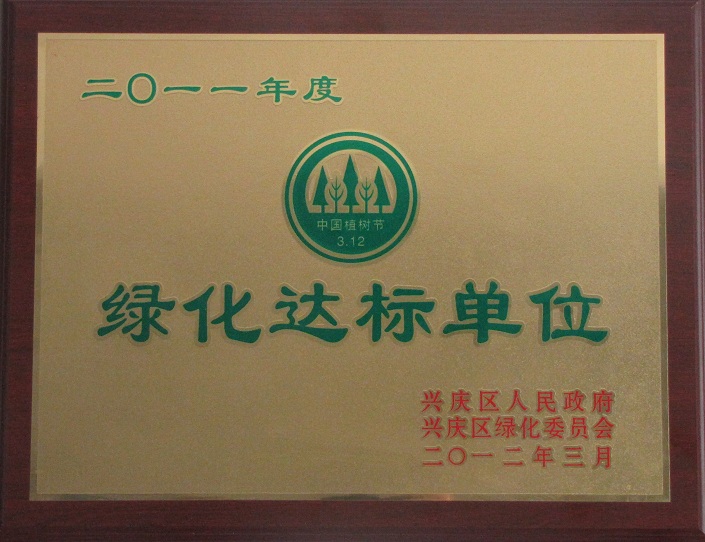 二〇一一年度
中国植树节
3.12
绿化达标单位
兴庆区人民政府
兴庆区绿化委员会
二〇一二年三月